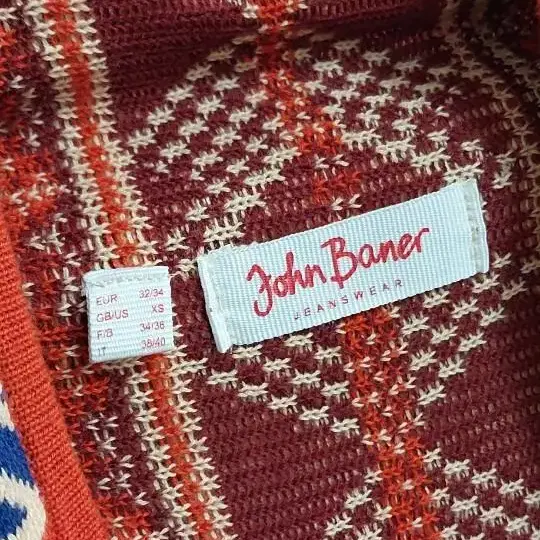 John Baner
JEANSWEAR
EUR 32/34
GB/US XS
F/B 34/36
IT 38/40